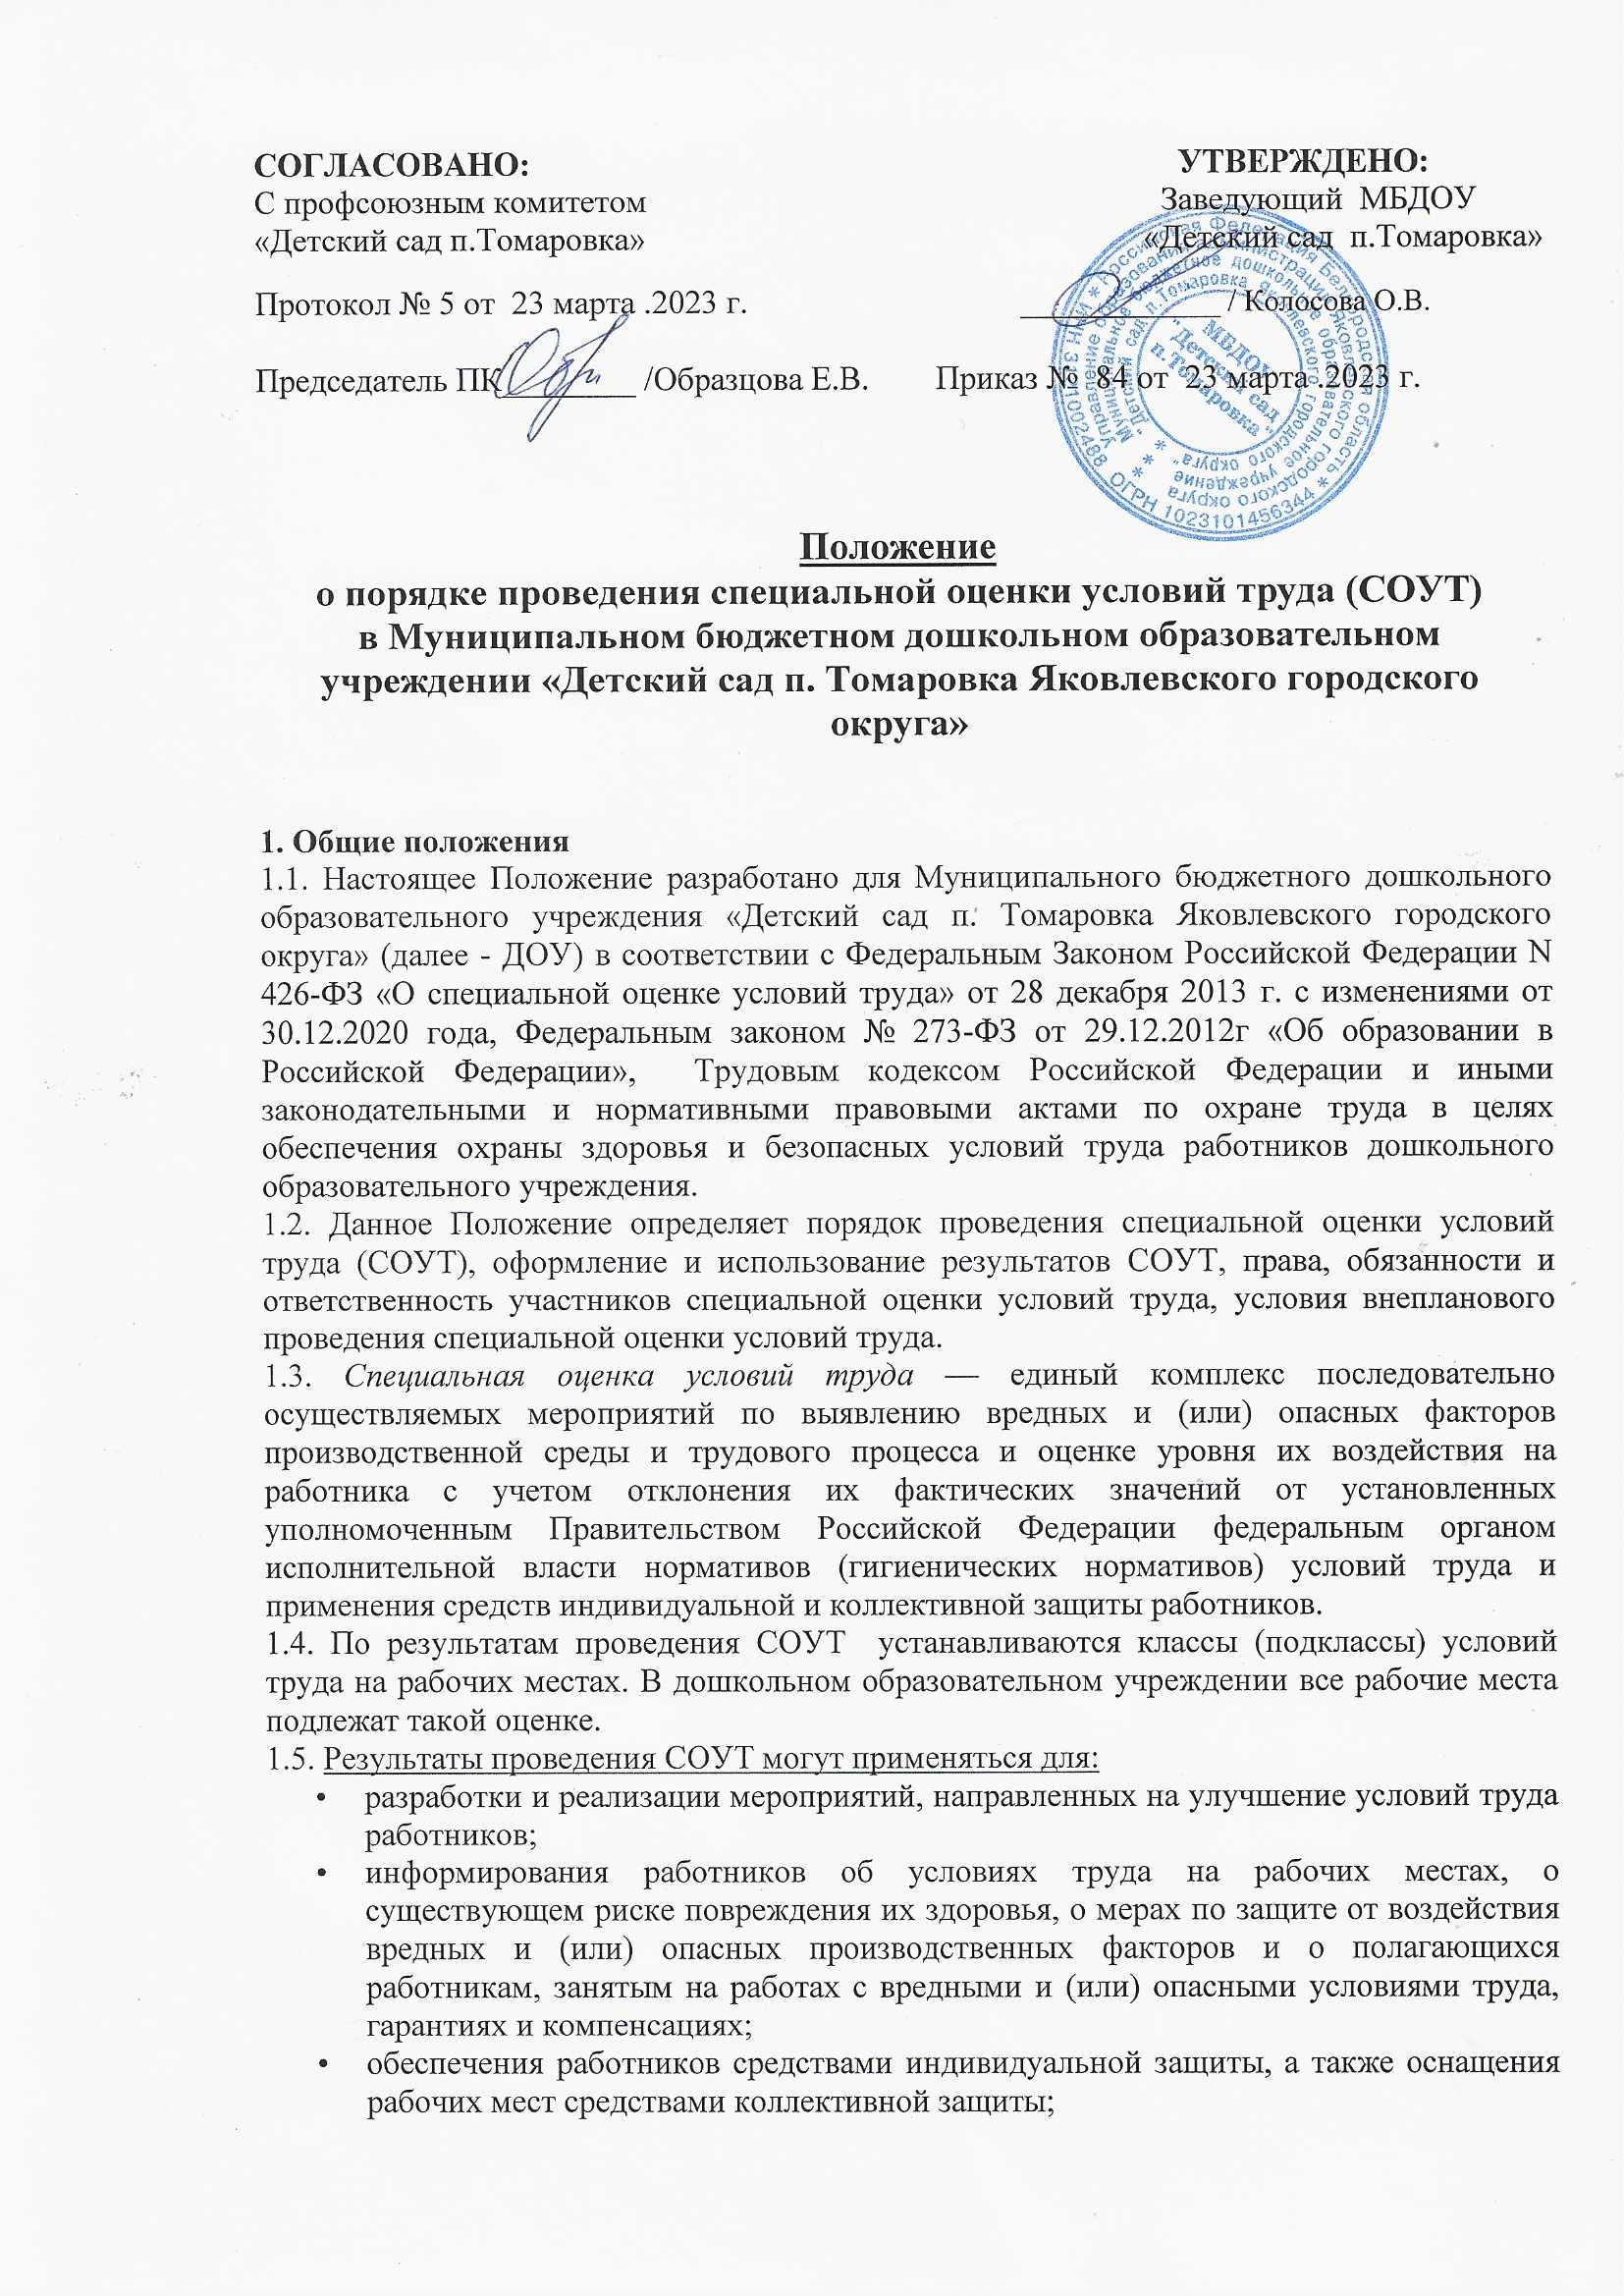 СОГЛАСОВАНО:
С профсоюзным комитетом
«Детский сад п.Томаровка»
Протокол № 5 от 23 марта .2023 г.
Председатель ПК________ /Образцова Е.В.
УТВЕРЖДЕНО:
Заведующий МБДОУ
«Детский сад п.Томаровка»
____________ / Колосова О.В.
Приказ № 84 от 23 марта .2023 г.
МБДОУ
"Детский сад
п. Томаровка"
ОГРН 1023101456344
Положение
о порядке проведения специальной оценки условий труда (СОУТ)
в Муниципальном бюджетном дошкольном образовательном
учреждении «Детский сад п. Томаровка Яковлевского городского
округа»
1. Общие положения
1.1. Настоящее Положение разработано для Муниципального бюджетного дошкольного
образовательного учреждения «Детский сад п. Томаровка Яковлевского городского
округа» (далее - ДОУ) в соответствии с Федеральным Законом Российской Федерации N
426-ФЗ «О специальной оценке условий труда» от 28 декабря 2013 г. с изменениями от
30.12.2020 года, Федеральным законом № 273-ФЗ от 29.12.2012г «Об образовании в
Российской Федерации», Трудовым кодексом Российской Федерации и иными
законодательными и нормативными правовыми актами по охране труда в целях
обеспечения охраны здоровья и безопасных условий труда работников дошкольного
образовательного учреждения.
1.2. Данное Положение определяет порядок проведения специальной оценки условий
труда (СОУТ), оформление и использование результатов СОУТ, права, обязанности и
ответственность участников специальной оценки условий труда, условия внепланового
проведения специальной оценки условий труда.
1.3. Специальная оценка условий труда — единый комплекс последовательно
осуществляемых мероприятий по выявлению вредных и (или) опасных факторов
производственной среды и трудового процесса и оценке уровня их воздействия на
работника с учетом отклонения их фактических значений от установленных
уполномоченным Правительством Российской Федерации федеральным органом
исполнительной власти нормативов (гигиенических нормативов) условий труда и
применения средств индивидуальной и коллективной защиты работников.
1.4. По результатам проведения СОУТ устанавливаются классы (подклассы) условий
труда на рабочих местах. В дошкольном образовательном учреждении все рабочие места
подлежат такой оценке.
1.5. Результаты проведения СОУТ могут применяться для:
• разработки и реализации мероприятий, направленных на улучшение условий труда
работников;
• информирования работников об условиях труда на рабочих местах, о
существующем риске повреждения их здоровья, о мерах по защите от воздействия
вредных и (или) опасных производственных факторов и о полагающихся
работникам, занятым на работах с вредными и (или) опасными условиями труда,
гарантиях и компенсациях;
• обеспечения работников средствами индивидуальной защиты, а также оснащения
рабочих мест средствами коллективной защиты;